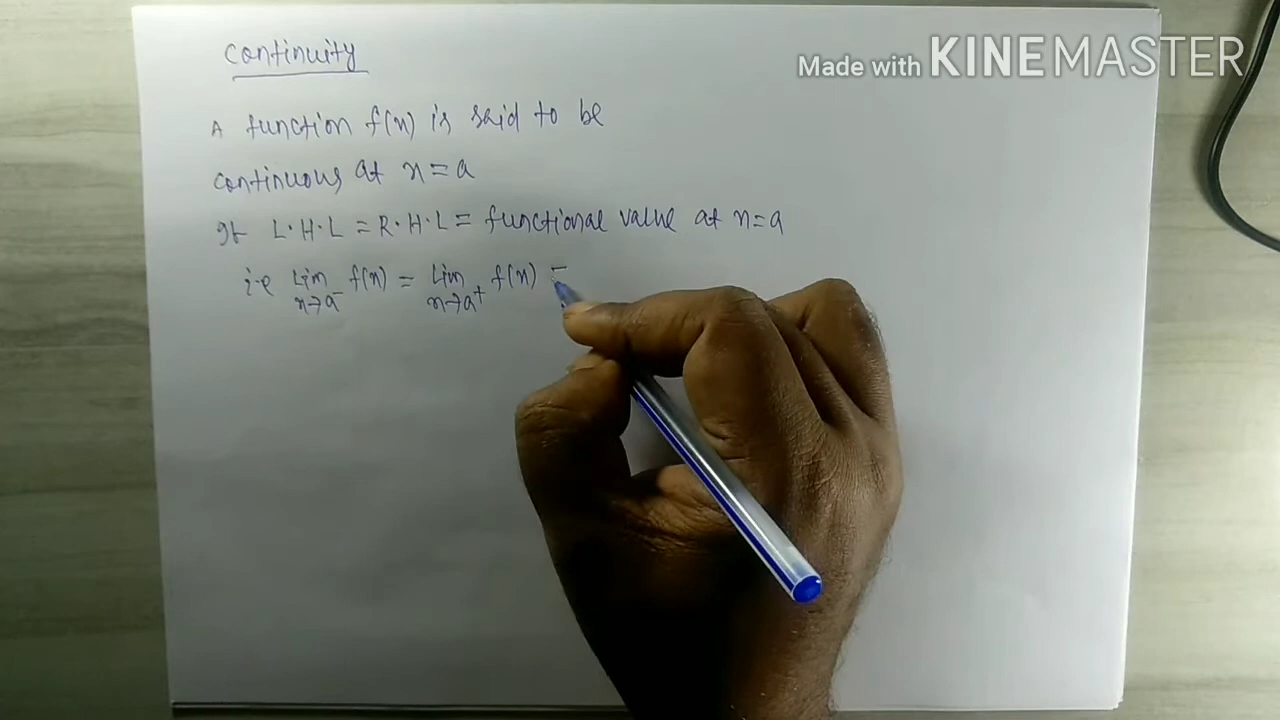 Continuity
Made with KINEMASTER
A function f(x) is said to be
continuous at x = a
If L.H.L = R.H.L = functional value at x = a
i.e Lim x→a⁻ f(x) = Lim x→a⁺ f(x) =